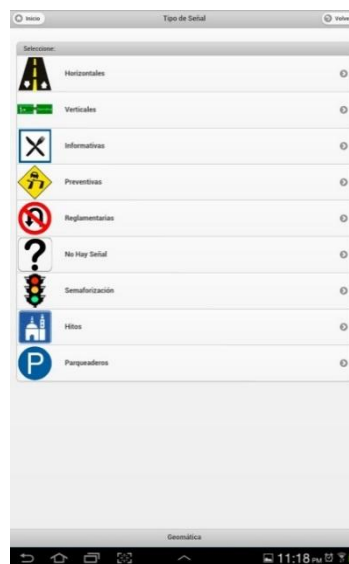 Inicio
Tipo de Señal
Volve
Seleccione:
Horizontales
Verticales
Informativas
Preventivas
Reglamentarias
No Hay Señal
Semaforización
Hitos
P
Parqueaderos
Geomática
11:18 PM